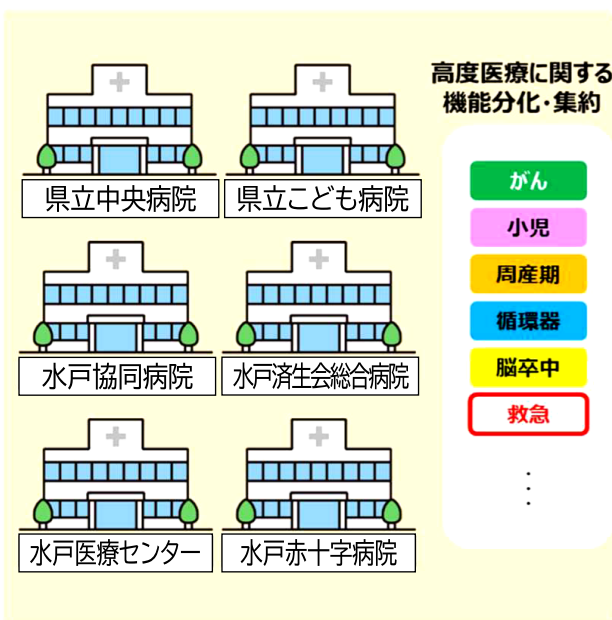 県立中央病院
県立こども病院
水戸協同病院
水戸済生会総合病院
水戸医療センター
水戸赤十字病院
高度医療に関する
機能分化・集約
がん
小児
周産期
循環器
脳卒中
救急
⋮